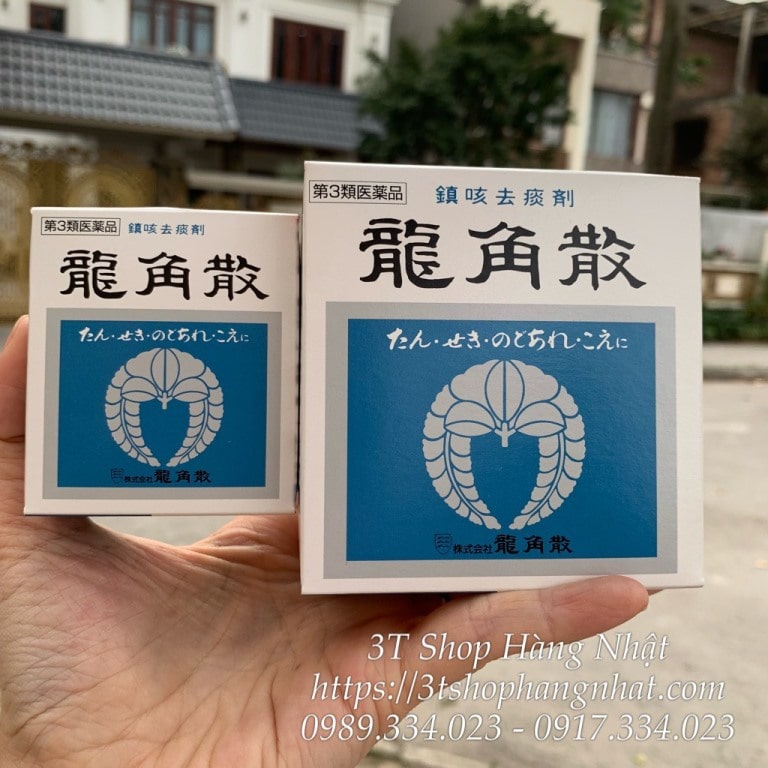 第3類医薬品 鎮咳去痰剤
龍角散
たん・せき・のどあれ・こえに
株式会社 龍角散
第3類医薬品 鎮咳去痰剤
龍角散
たん・せき・のどあれ・こえに
株式会社 龍角散
3T Shop Hàng Nhật
https://3tshophangnhat.com
0989.334.023 - 0917.334.023